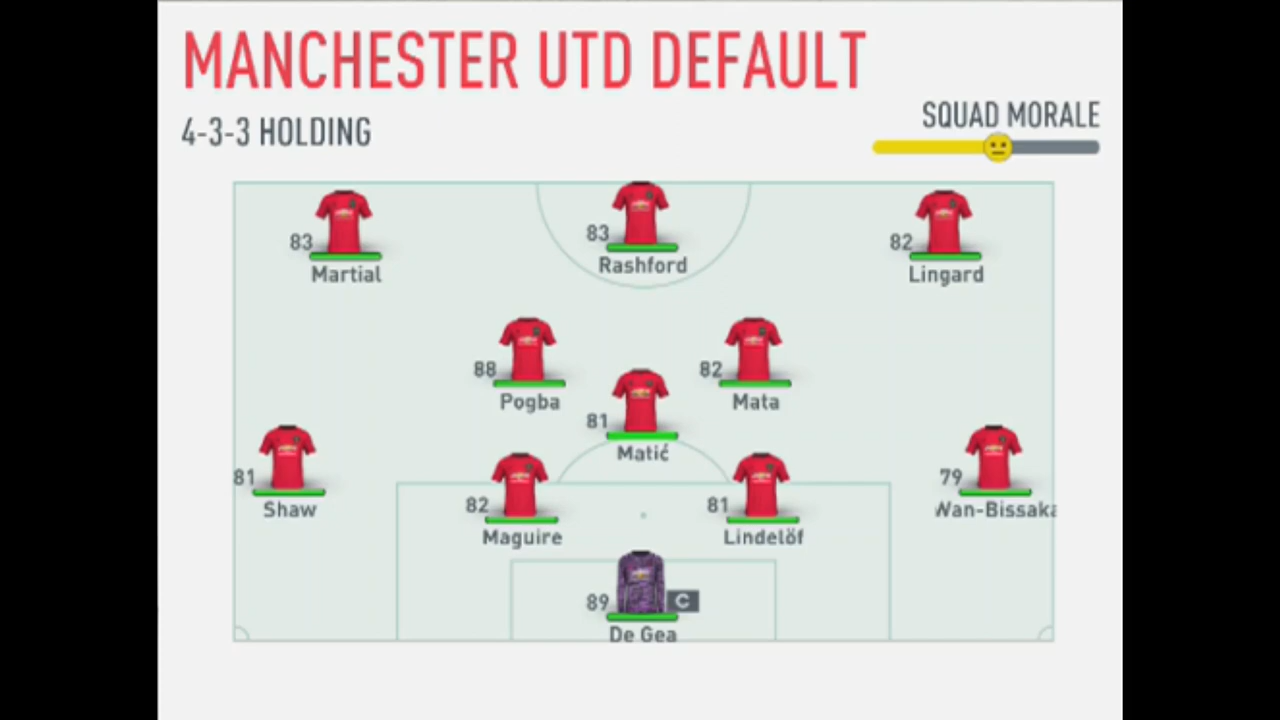 MANCHESTER UTD DEFAULT
4-3-3 HOLDING
SQUAD MORALE
83
Martial
83
Rashford
82
Lingard
88
Pogba
82
Mata
81
Matić
81
Shaw
82
Maguire
81
Lindelöf
79
Wan-Bissaka
89
C
De Gea